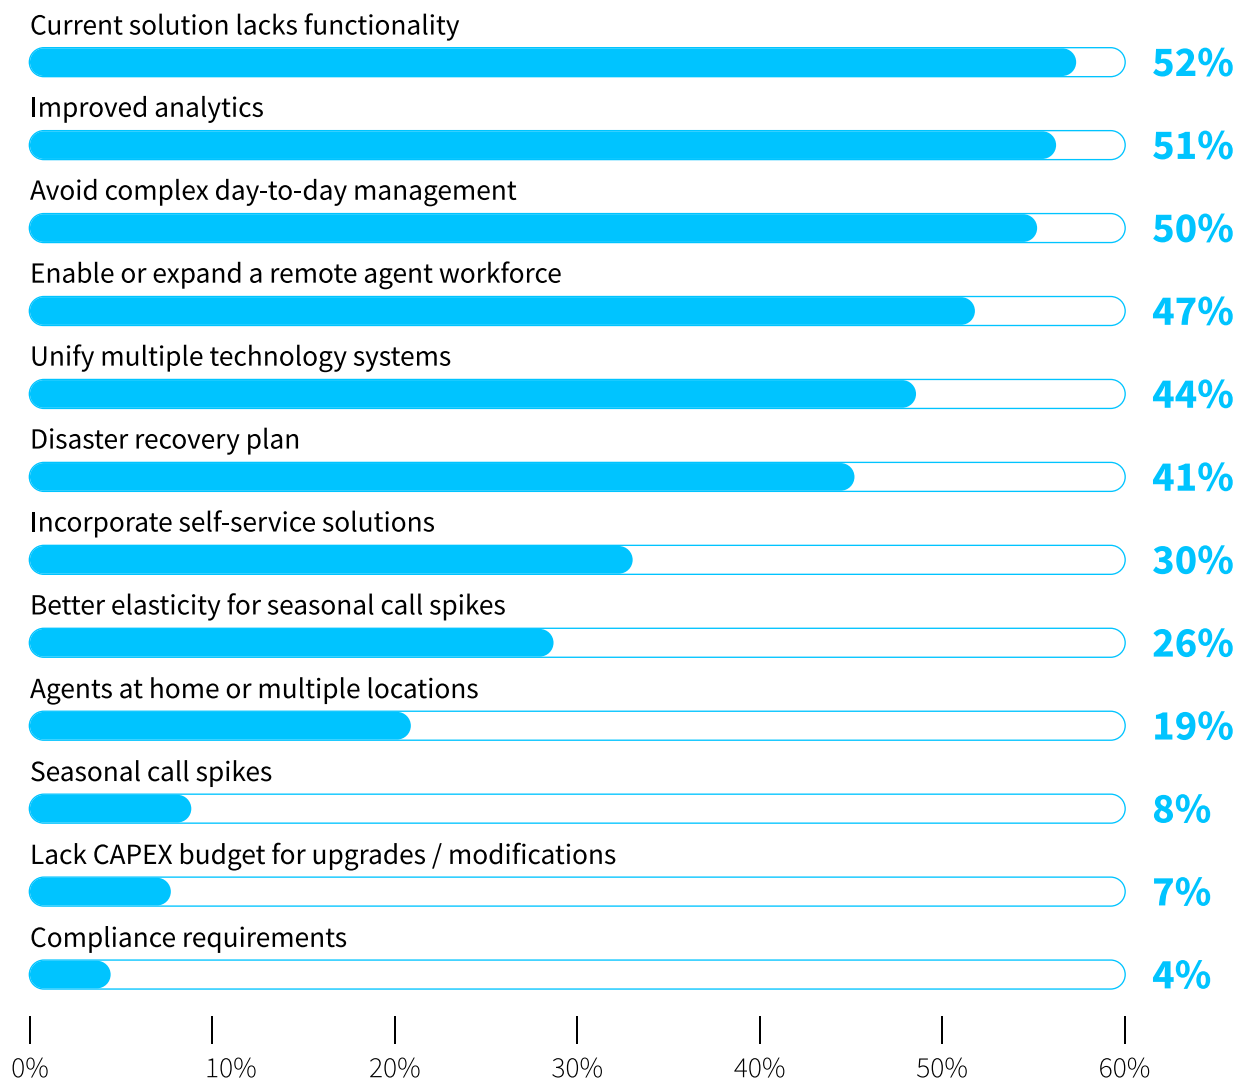 Current solution lacks functionality
52%
Improved analytics
51%
Avoid complex day-to-day management
50%
Enable or expand a remote agent workforce
47%
Unify multiple technology systems
44%
Disaster recovery plan
41%
Incorporate self-service solutions
30%
Better elasticity for seasonal call spikes
26%
Agents at home or multiple locations
19%
Seasonal call spikes
8%
Lack CAPEX budget for upgrades / modifications
7%
Compliance requirements
4%
0% 10% 20% 30% 40% 50% 60%